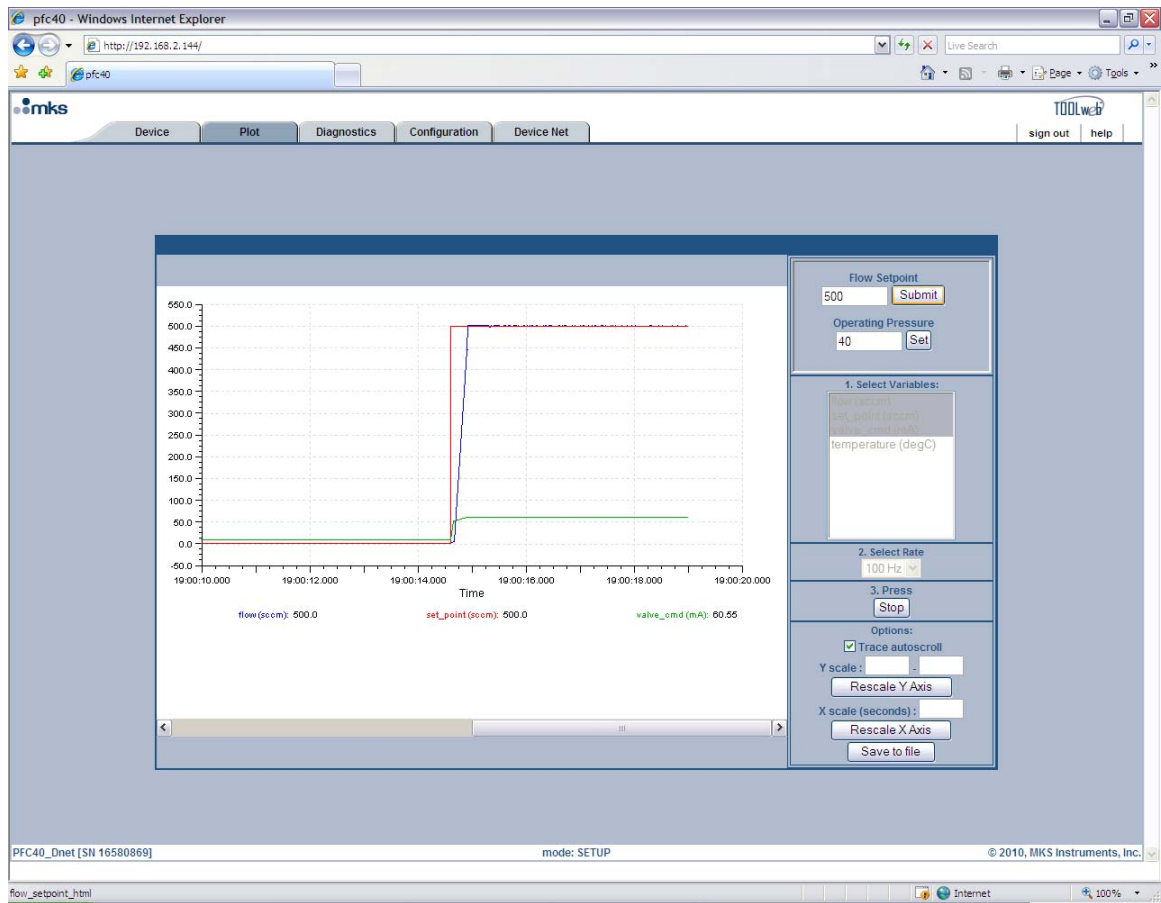 pfc40 - Windows Internet Explorer
http://192.168.2.144/
Live Search
pfc40
Page
Tools
mks
TOOLweb
Device Plot Diagnostics Configuration Device Net
sign out help
Flow Setpoint
500 Submit
Operating Pressure
40 Set
1. Select Variables:
flow (sccm)
set_point (sccm)
valve_cmd (mA)
temperature (degC)
2. Select Rate
100 Hz
3. Press
Stop
Options:
Trace autoscroll
Y scale : -
Rescale Y Axis
X scale (seconds) :
Rescale X Axis
Save to file
550.0
500.0
450.0
400.0
350.0
300.0
250.0
200.0
150.0
100.0
50.0
0.0
-50.0
19:00:10.000 19:00:12.000 19:00:14.000 19:00:16.000 19:00:18.000 19:00:20.000
Time
flow (sccm): 500.0 set_point (sccm): 500.0 valve_cmd (mA): 60.55
PFC40_Dnet [SN 16580869] mode: SETUP © 2010, MKS Instruments, Inc.
flow_setpoint_html Internet 100%